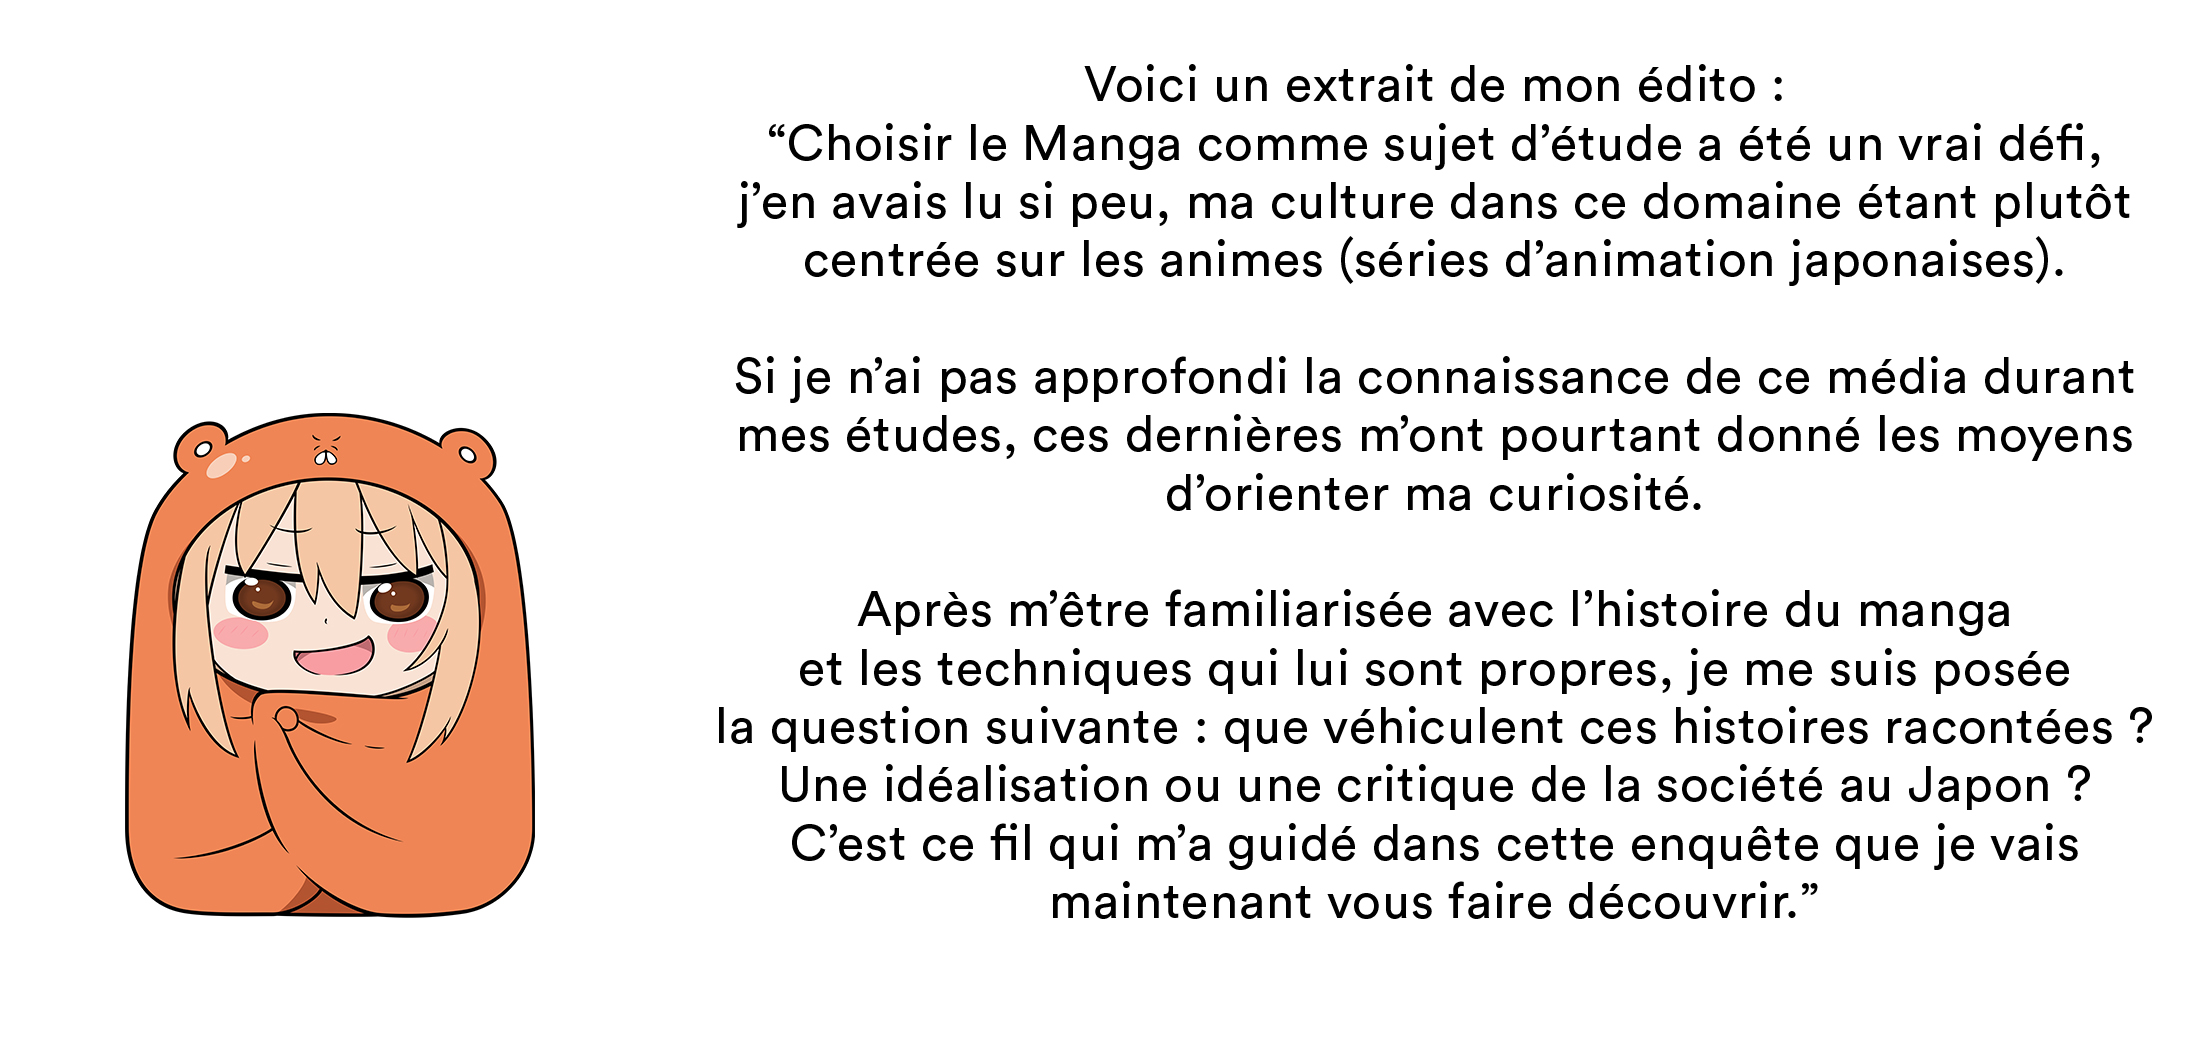 Voici un extrait de mon édito :
“Choisir le Manga comme sujet d’étude a été un vrai défi,
j’en avais lu si peu, ma culture dans ce domaine étant plutôt
centrée sur les animes (séries d’animation japonaises).
Si je n’ai pas approfondi la connaissance de ce média durant
mes études, ces dernières m’ont pourtant donné les moyens
d’orienter ma curiosité.
Après m’être familiarisée avec l’histoire du manga
et les techniques qui lui sont propres, je me suis posée
la question suivante : que véhiculent ces histoires racontées ?
Une idéalisation ou une critique de la société au Japon ?
C’est ce fil qui m’a guidé dans cette enquête que je vais
maintenant vous faire découvrir.”